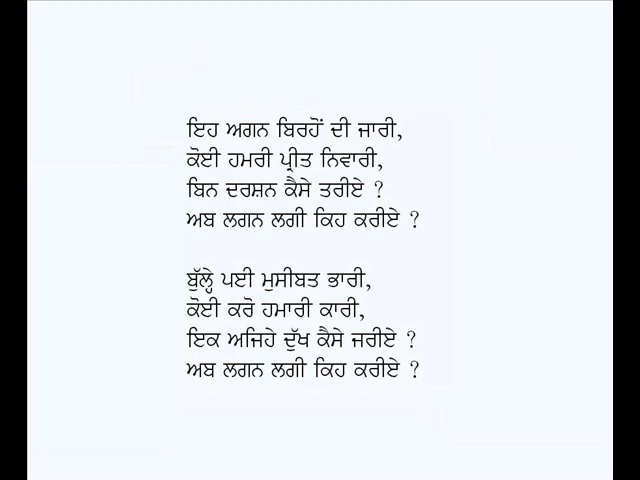 ਇਹ ਅਗਨ ਬਿਰਹੋਂ ਦੀ ਜਾਰੀ,
ਕੋਈ ਹਮਰੀ ਪ੍ਰੀਤ ਨਿਵਾਰੀ,
ਬਿਨ ਦਰਸ਼ਨ ਕੈਸੇ ਤਰੀਏ ?
ਅਬ ਲਗਨ ਲਗੀ ਕਿਹ ਕਰੀਏ ?
ਬੁੱਲ੍ਹੇ ਪਈ ਮੁਸੀਬਤ ਭਾਰੀ,
ਕੋਈ ਕਰੋ ਹਮਾਰੀ ਕਾਰੀ,
ਇਕ ਅਜਿਹੇ ਦੁੱਖ ਕੈਸੇ ਜਰੀਏ ?
ਅਬ ਲਗਨ ਲਗੀ ਕਿਹ ਕਰੀਏ ?